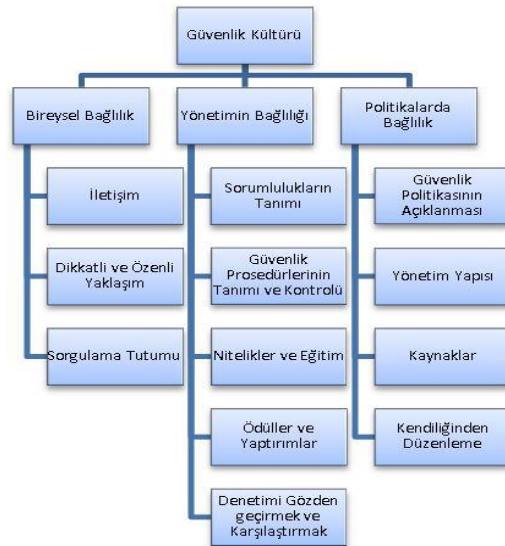 Güvenlik Kültürü
Bireysel Bağlılık
İletişim
Dikkatli ve Özenli
Yaklaşım
Sorgulama Tutumu
Yönetimin Bağlılığı
Sorumlulukların
Tanımı
Güvenlik
Prosedürlerinin
Tanımı ve Kontrolü
Nitelikler ve Eğitim
Ödüller ve
Yaptırımlar
Denetimi Gözden
geçirmek ve
Karşılaştırmak
Politikalarda
Bağlılık
Güvenlik
Politikasının
Açıklanması
Yönetim Yapısı
Kaynaklar
Kendiliğinden
Düzenleme